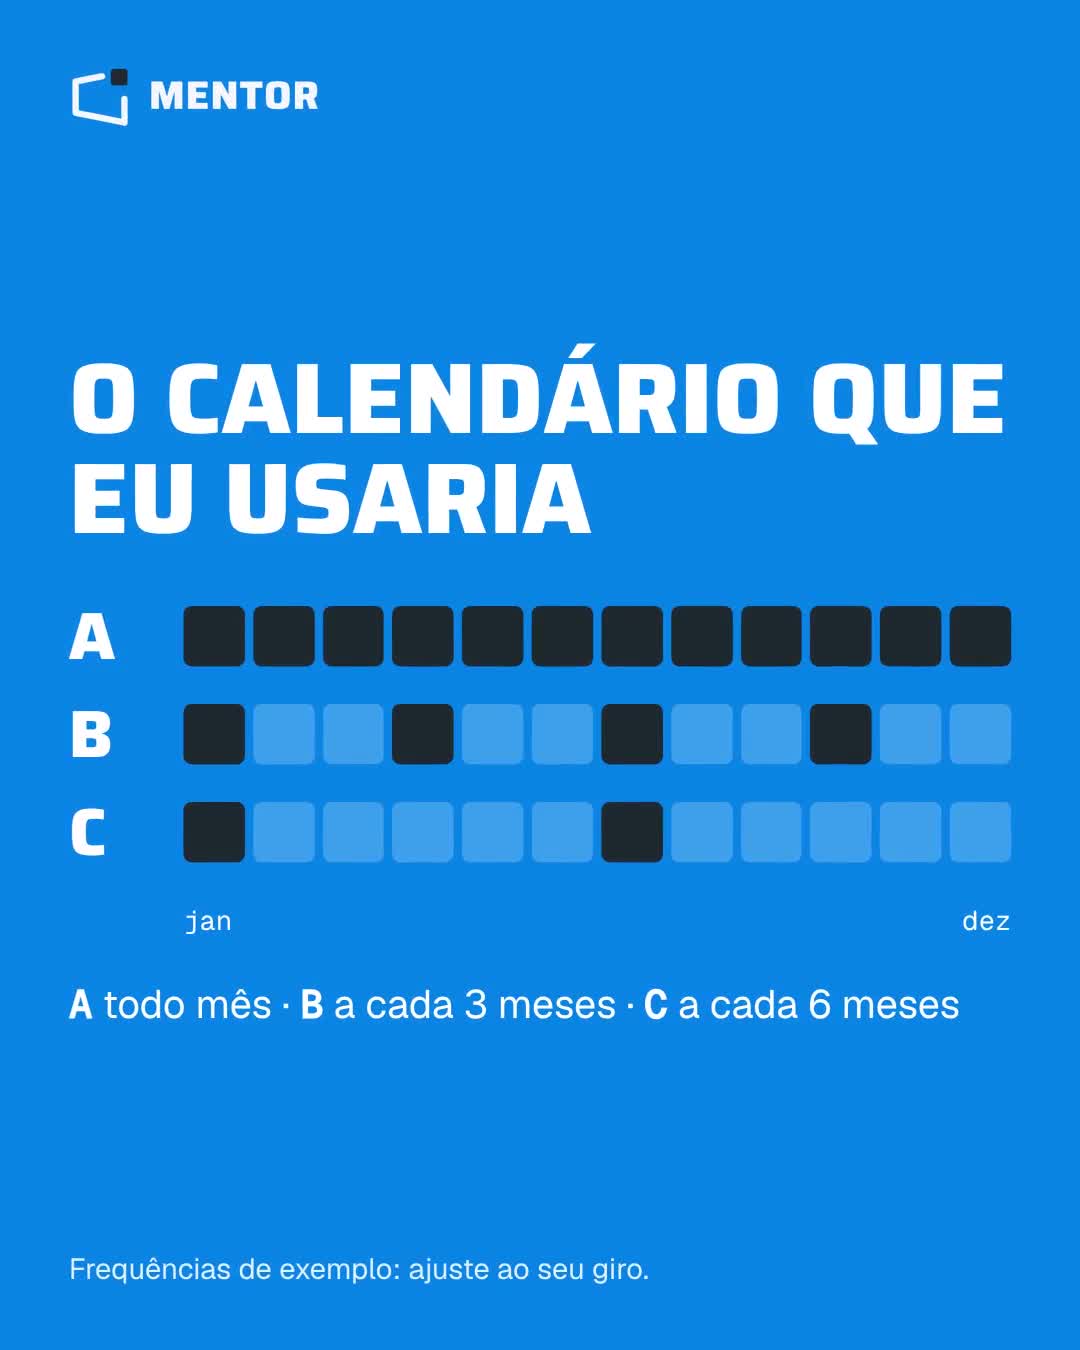 MENTOR
O CALENDÁRIO QUE
EU USARIA
A
B
C
jan dez
A todo mês · B a cada 3 meses · C a cada 6 meses
Frequências de exemplo: ajuste ao seu giro.